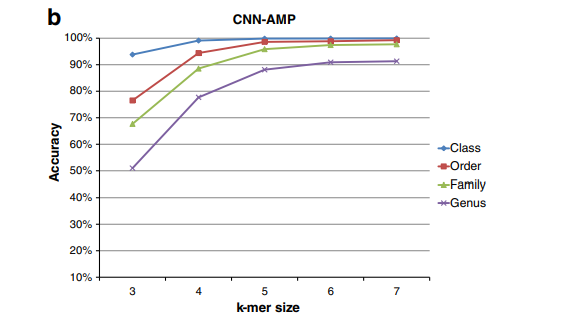 b
CNN-AMP
100%
90%
80%
70%
60%
50%
40%
30%
20%
10%
Accuracy
3 4 5 6 7
k-mer size
Class
Order
Family
Genus